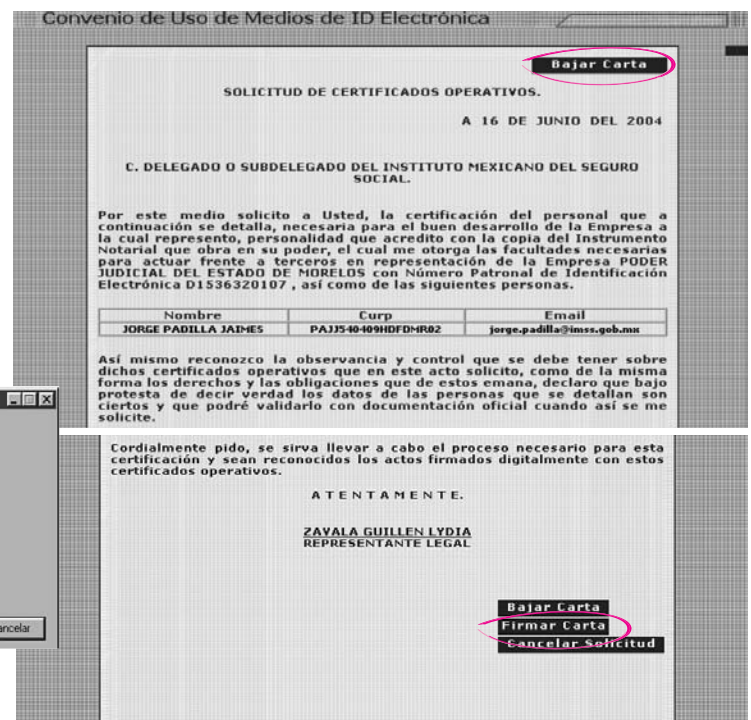 Convenio de Uso de Medios de ID Electrónica
Bajar Carta
SOLICITUD DE CERTIFICADOS OPERATIVOS.
A 16 DE JUNIO DEL 2004
C. DELEGADO O SUBDELEGADO DEL INSTITUTO MEXICANO DEL SEGURO
SOCIAL.
Por este medio solicito a Usted, la certificación del personal que a
continuación se detalla, necesaria para el buen desarrollo de la Empresa a
la cual represento, personalidad que acredito con la copia del Instrumento
Notarial que obra en su poder, el cual me otorga las facultades necesarias
para actuar frente a terceros en representación de la Empresa PODER
JUDICIAL DEL ESTADO DE MORELOS con Número Patronal de Identificación
Electrónica D1536320107 , así como de las siguientes personas.
Nombre Curp Email
JORGE PADILLA JAIMES PAJJ540409HDFDMR02 jorge.padilla@imss.gob.mx
Así mismo reconozco la observancia y control que se debe tener sobre
dichos certificados operativos que en este acto solicito, como de la misma
forma los derechos y las obligaciones que de estos emana, declaro que bajo
protesta de decir verdad los datos de las personas que se detallan son
ciertos y que podré validarlo con documentación oficial cuando así se me
solicite.
Cordialmente pido, se sirva llevar a cabo el proceso necesario para esta
certificación y sean reconocidos los actos firmados digitalmente con estos
certificados operativos.
A T E N T A M E N T E.
ZAVALA GUILLEN LYDIA
REPRESENTANTE LEGAL
Bajar Carta
Firmar Carta
Cancelar Solicitud
ancelar